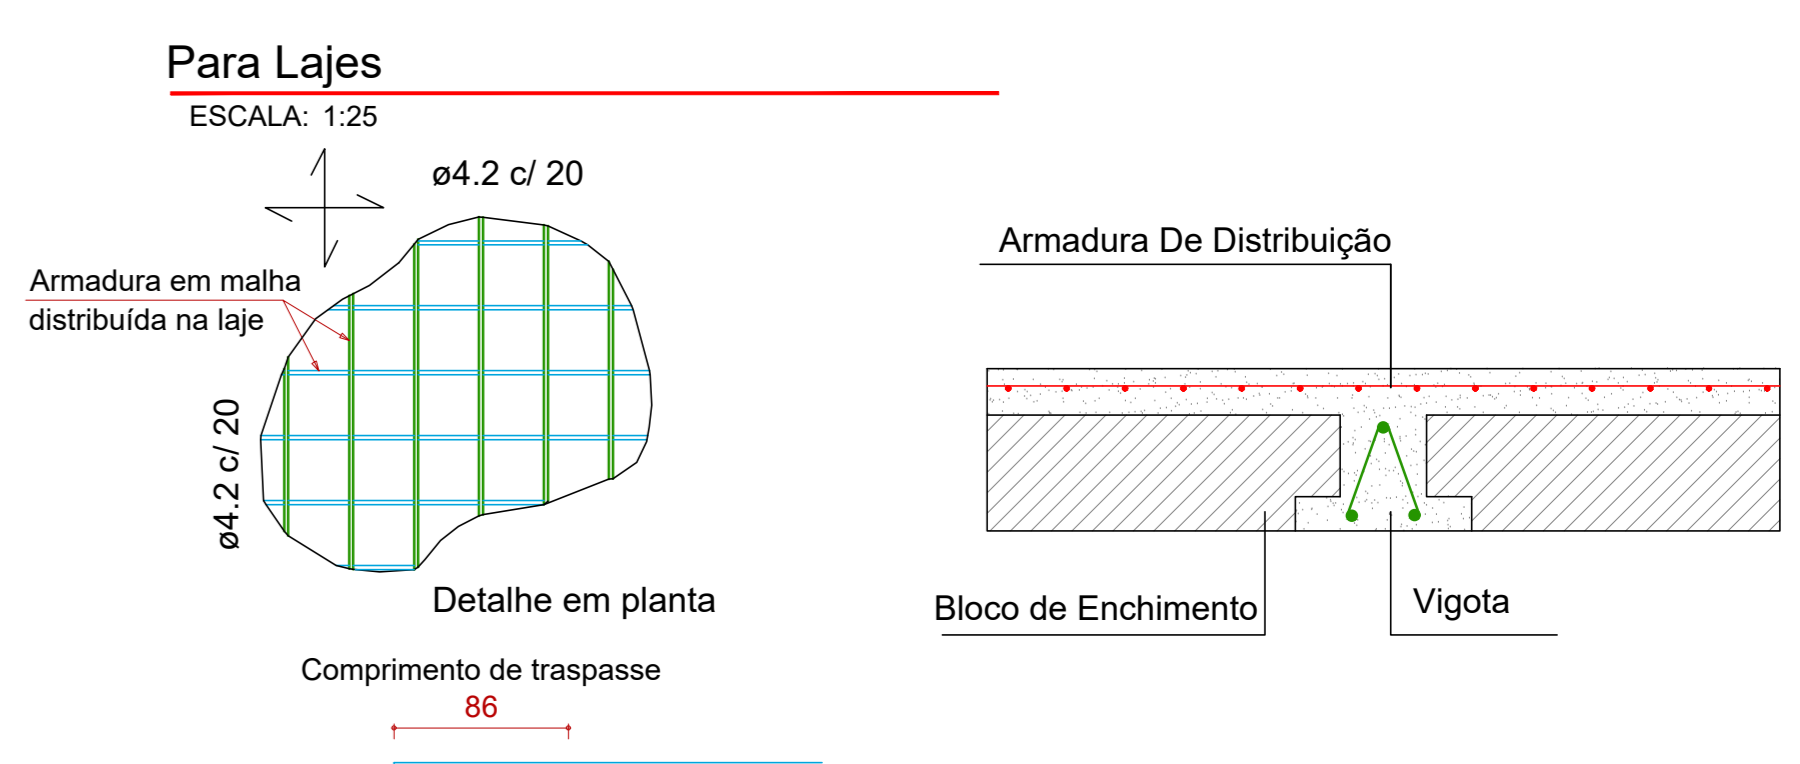 Para Lajes
ESCALA: 1:25
ø4.2 c/ 20
Armadura em malha
distribuída na laje
ø4.2 c/ 20
Detalhe em planta
Comprimento de traspasse
86
Armadura De Distribuição
Bloco de Enchimento
Vigota